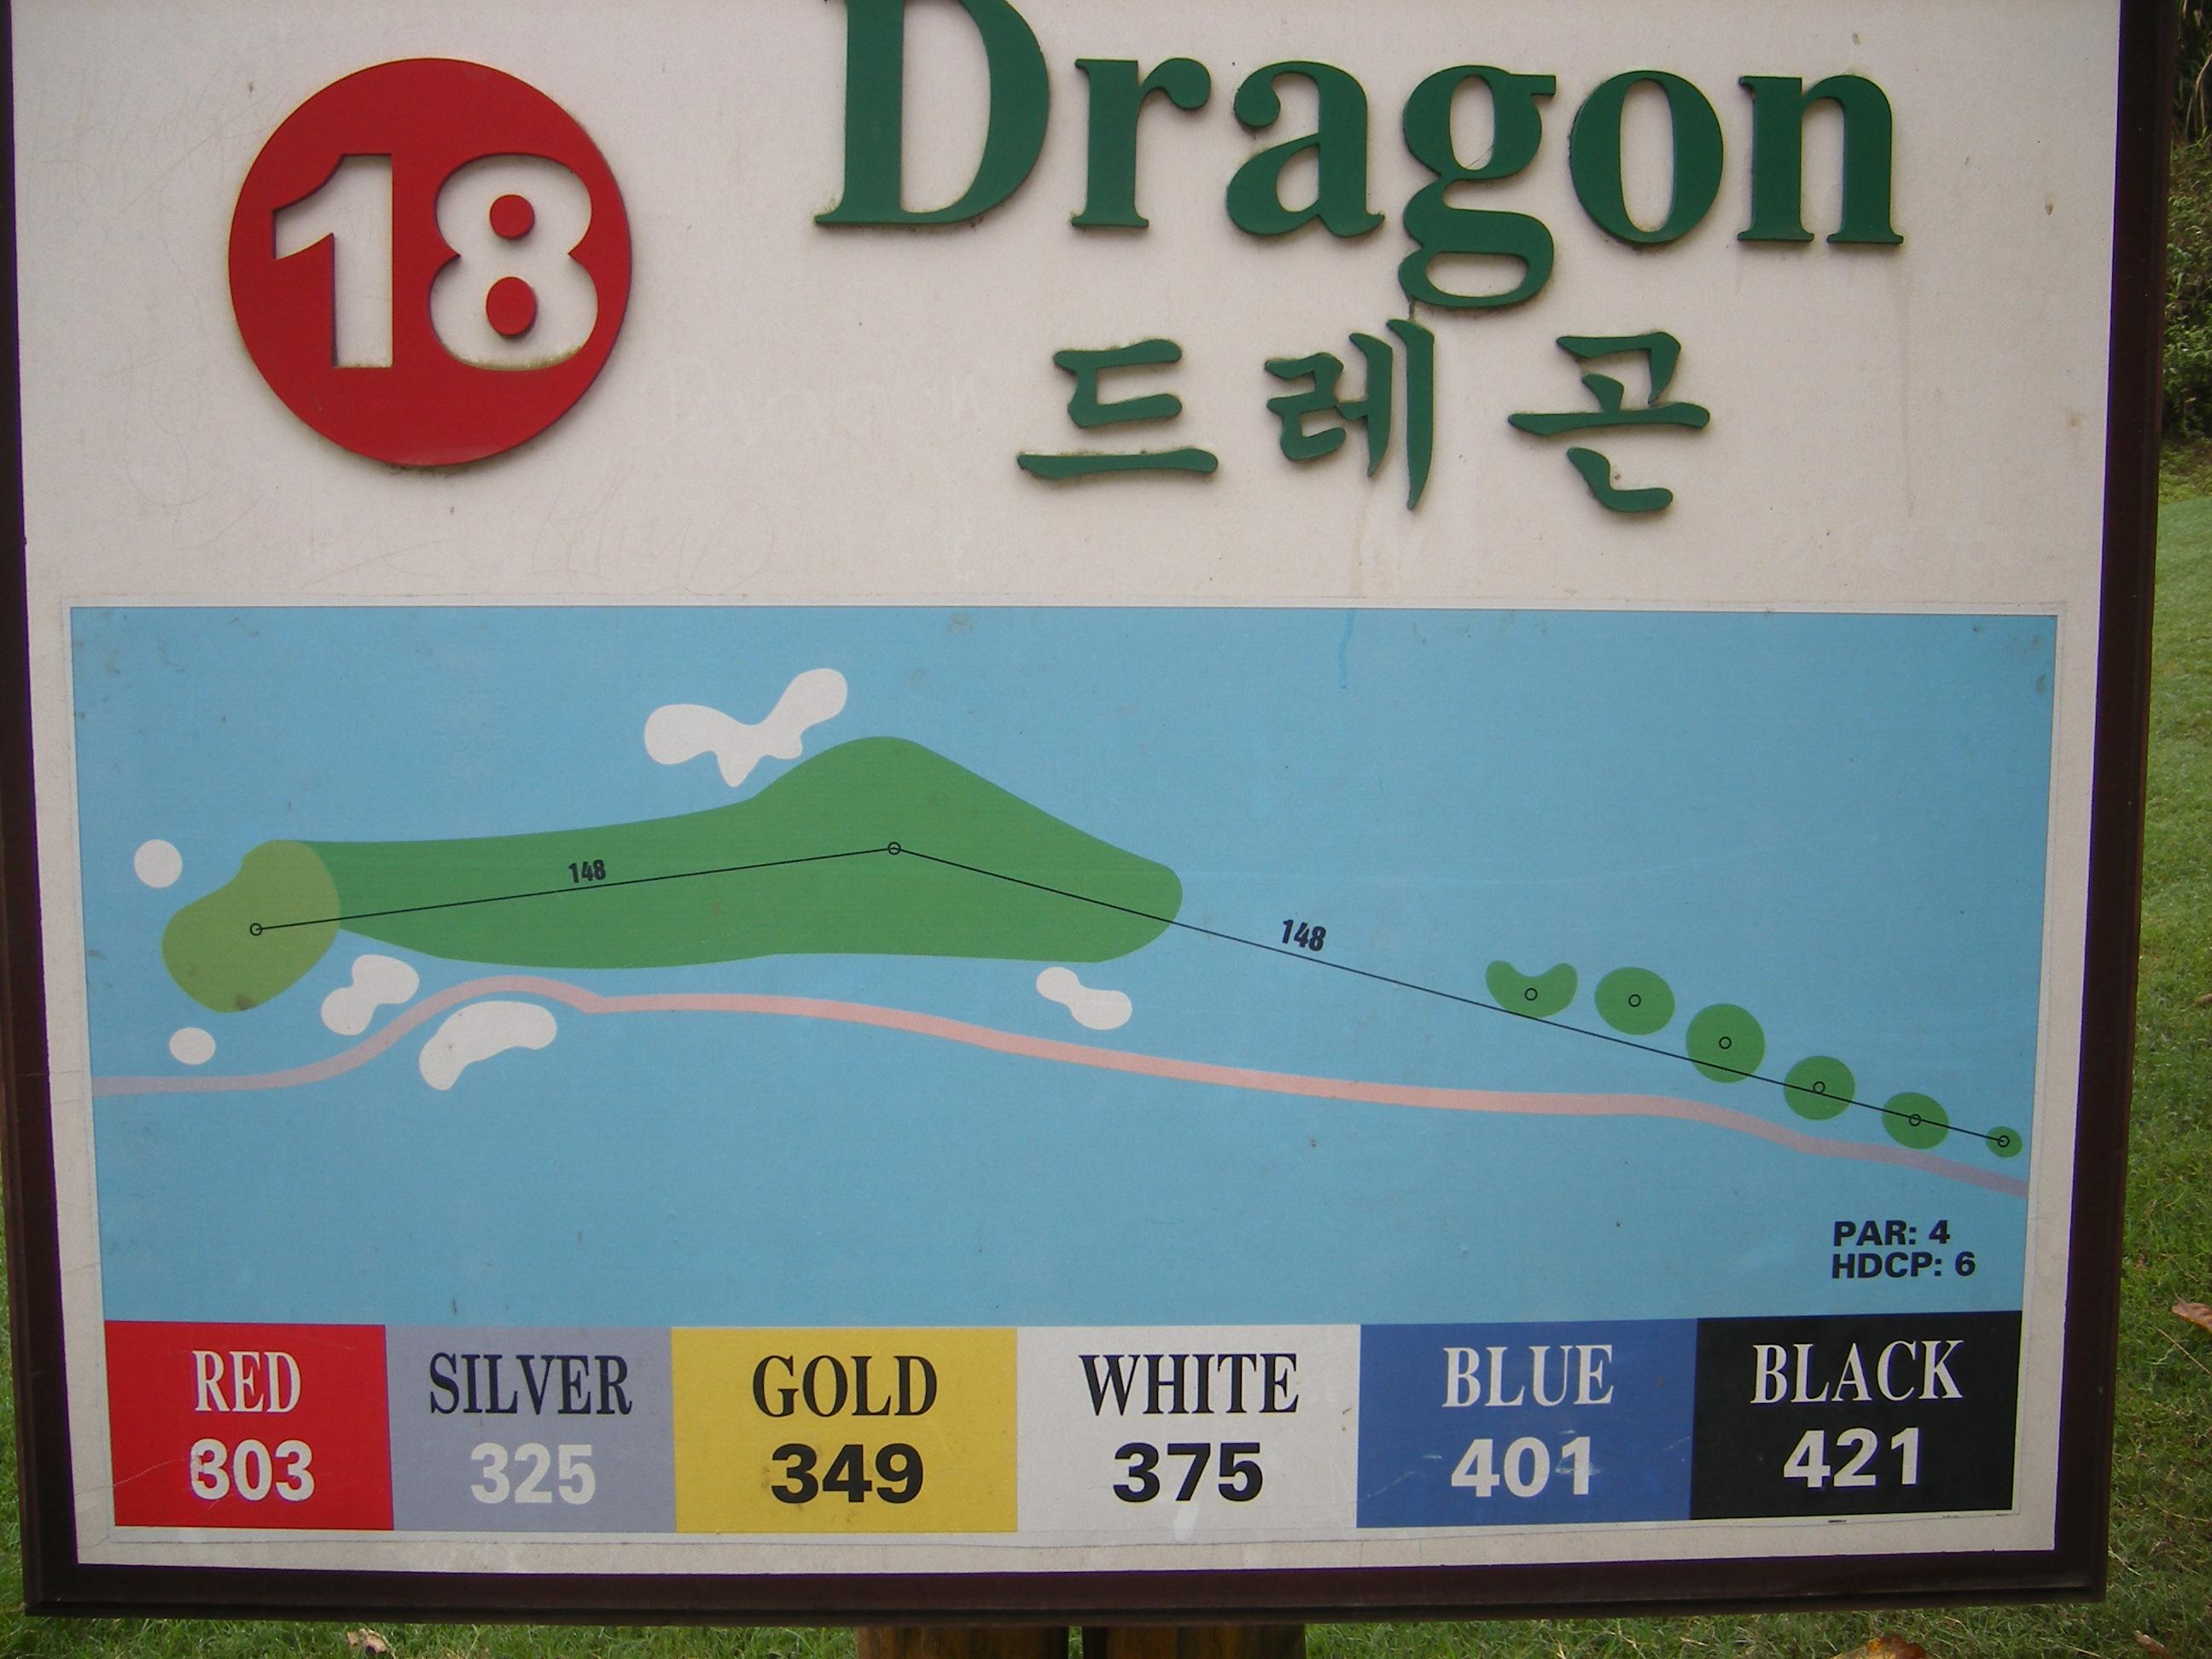 18
Dragon
드레곤
148
148
PAR: 4
HDCP: 6
RED SILVER GOLD WHITE BLUE BLACK
303 325 349 375 401 421